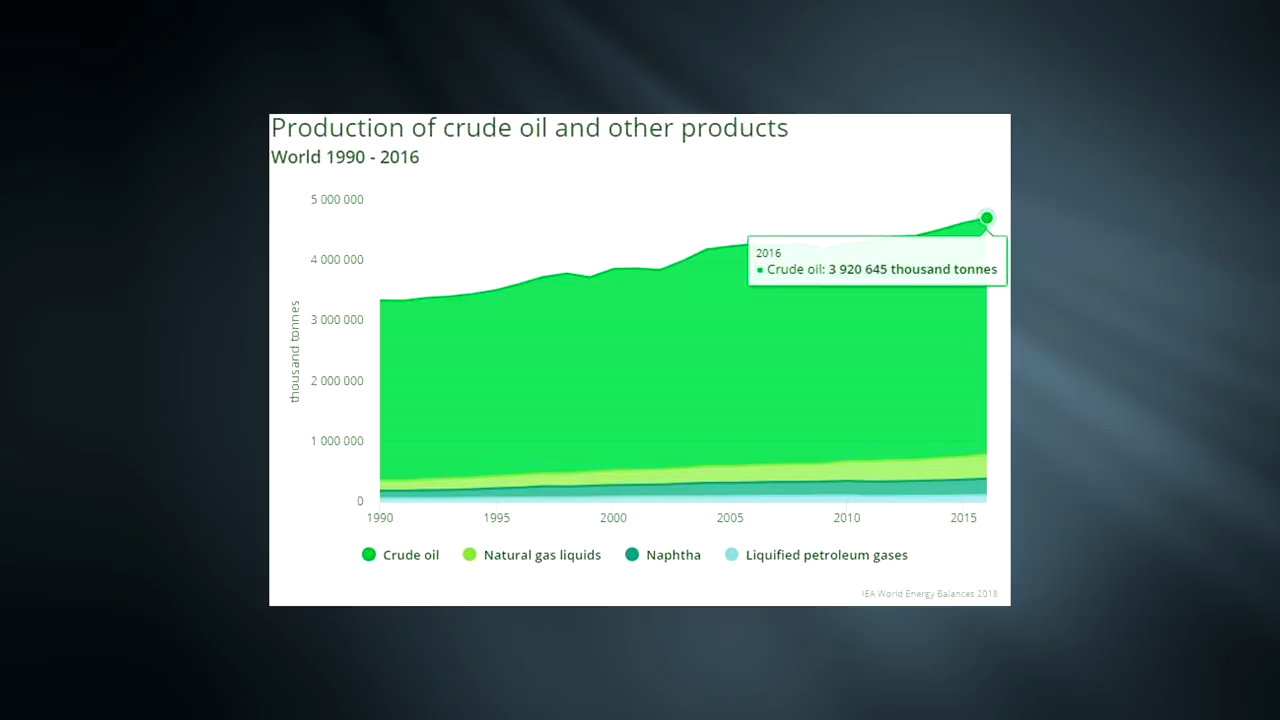 Production of crude oil and other products
World 1990 - 2016
5 000 000
4 000 000
3 000 000
2 000 000
1 000 000
0
thousand tonnes
2016
Crude oil: 3 920 645 thousand tonnes
1990 1995 2000 2005 2010 2015
Crude oil Natural gas liquids Naphtha Liquified petroleum gases
IEA World Energy Balances 2018